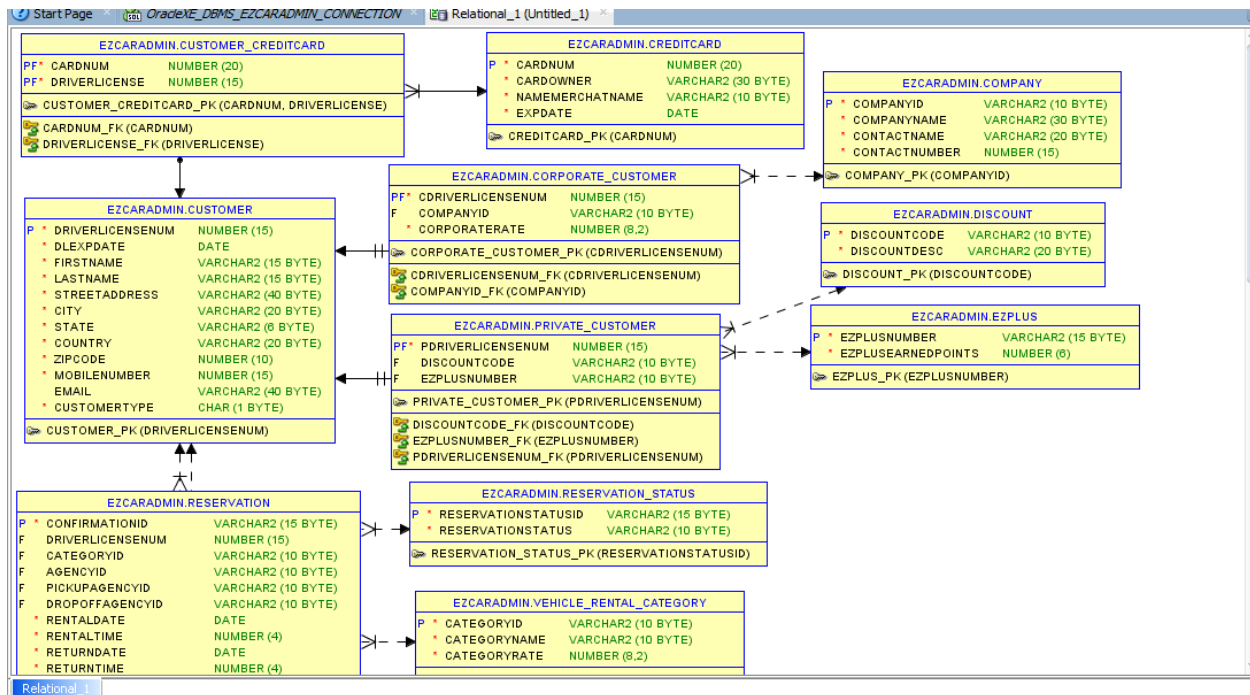 Start Page
OracleXE_DBMS_EZCARADMIN_CONNECTION
Relational_1 (Untitled_1)
EZCARADMIN.CUSTOMER_CREDITCARD
PF* CARDNUM NUMBER (20)
PF* DRIVERLICENSE NUMBER (15)
CUSTOMER_CREDITCARD_PK (CARDNUM, DRIVERLICENSE)
CARDNUM_FK (CARDNUM)
DRIVERLICENSE_FK (DRIVERLICENSE)
EZCARADMIN.CREDITCARD
P * CARDNUM NUMBER (20)
* CARDOWNER VARCHAR2 (30 BYTE)
* NAMEMERCHATNAME VARCHAR2 (10 BYTE)
* EXPDATE DATE
CREDITCARD_PK (CARDNUM)
EZCARADMIN.COMPANY
P * COMPANYID VARCHAR2 (10 BYTE)
* COMPANYNAME VARCHAR2 (30 BYTE)
* CONTACTNAME VARCHAR2 (20 BYTE)
* CONTACTNUMBER NUMBER (15)
COMPANY_PK (COMPANYID)
EZCARADMIN.CORPORATE_CUSTOMER
PF* CDRIVERLICENSENUM NUMBER (15)
F COMPANYID VARCHAR2 (10 BYTE)
* CORPORATERATE NUMBER (8,2)
CORPORATE_CUSTOMER_PK (CDRIVERLICENSENUM)
CDRIVERLICENSENUM_FK (CDRIVERLICENSENUM)
COMPANYID_FK (COMPANYID)
EZCARADMIN.CUSTOMER
P * DRIVERLICENSENUM NUMBER (15)
* DLEXPDATE DATE
* FIRSTNAME VARCHAR2 (15 BYTE)
* LASTNAME VARCHAR2 (15 BYTE)
* STREETADDRESS VARCHAR2 (40 BYTE)
* CITY VARCHAR2 (20 BYTE)
* STATE VARCHAR2 (6 BYTE)
* COUNTRY VARCHAR2 (20 BYTE)
* ZIPCODE NUMBER (10)
* MOBILENUMBER NUMBER (15)
EMAIL VARCHAR2 (40 BYTE)
* CUSTOMERTYPE CHAR (1 BYTE)
CUSTOMER_PK (DRIVERLICENSENUM)
EZCARADMIN.DISCOUNT
P * DISCOUNTCODE VARCHAR2 (10 BYTE)
* DISCOUNTDESC VARCHAR2 (20 BYTE)
DISCOUNT_PK (DISCOUNTCODE)
EZCARADMIN.PRIVATE_CUSTOMER
PF* PDRIVERLICENSENUM NUMBER (15)
F DISCOUNTCODE VARCHAR2 (10 BYTE)
F EZPLUSNUMBER VARCHAR2 (10 BYTE)
PRIVATE_CUSTOMER_PK (PDRIVERLICENSENUM)
DISCOUNTCODE_FK (DISCOUNTCODE)
EZPLUSNUMBER_FK (EZPLUSNUMBER)
PDRIVERLICENSENUM_FK (PDRIVERLICENSENUM)
EZCARADMIN.EZPLUS
P * EZPLUSNUMBER VARCHAR2 (15 BYTE)
* EZPLUSEARNEDPOINTS NUMBER (6)
EZPLUS_PK (EZPLUSNUMBER)
EZCARADMIN.RESERVATION
P * CONFIRMATIONID VARCHAR2 (15 BYTE)
F DRIVERLICENSENUM NUMBER (15)
F CATEGORYID VARCHAR2 (10 BYTE)
F AGENCYID VARCHAR2 (10 BYTE)
F PICKUPAGENCYID VARCHAR2 (10 BYTE)
F DROPOFFAGENCYID VARCHAR2 (10 BYTE)
* RENTALDATE DATE
* RENTALTIME NUMBER (4)
* RETURNDATE DATE
* RETURNTIME NUMBER (4)
EZCARADMIN.RESERVATION_STATUS
P * RESERVATIONSTATUSID VARCHAR2 (15 BYTE)
* RESERVATIONSTATUS VARCHAR2 (10 BYTE)
RESERVATION_STATUS_PK (RESERVATIONSTATUSID)
EZCARADMIN.VEHICLE_RENTAL_CATEGORY
P * CATEGORYID VARCHAR2 (10 BYTE)
* CATEGORYNAME VARCHAR2 (10 BYTE)
* CATEGORYRATE NUMBER (8,2)
Relational_1